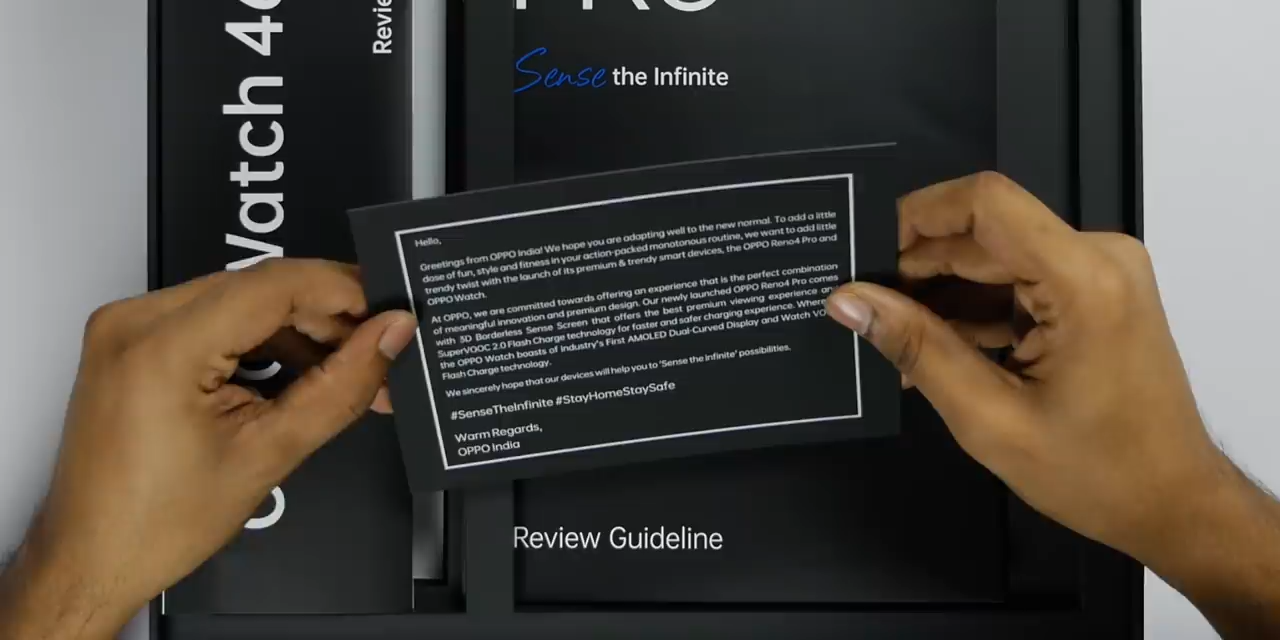 PRO
Sense the Infinite
Watch 4
Revie
Hello,
Greetings from OPPO India! We hope you are adapting well to the new normal. To add a little
dose of fun, style and fitness in your action-packed monotonous routine, we want to add little
trendy twist with the launch of its premium & trendy smart devices, the OPPO Reno4 Pro and
OPPO Watch.
At OPPO, we are committed towards offering an experience that is the perfect combination
of meaningful innovation and premium design. Our newly launched OPPO Reno4 Pro comes
with 5D Borderless Sense Screen that offers the best premium viewing experience an
SuperVOOC 2.0 Flash Charge technology for faster and safer charging experience. Where
the OPPO Watch boasts of Industry's First AMOLED Dual-Curved Display and Watch VO
Flash Charge technology.
We sincerely hope that our devices will help you to 'Sense the Infinite' possibilities.
#SenseTheInfinite #StayHomeStaySafe
Warm Regards,
OPPO India
Review Guideline